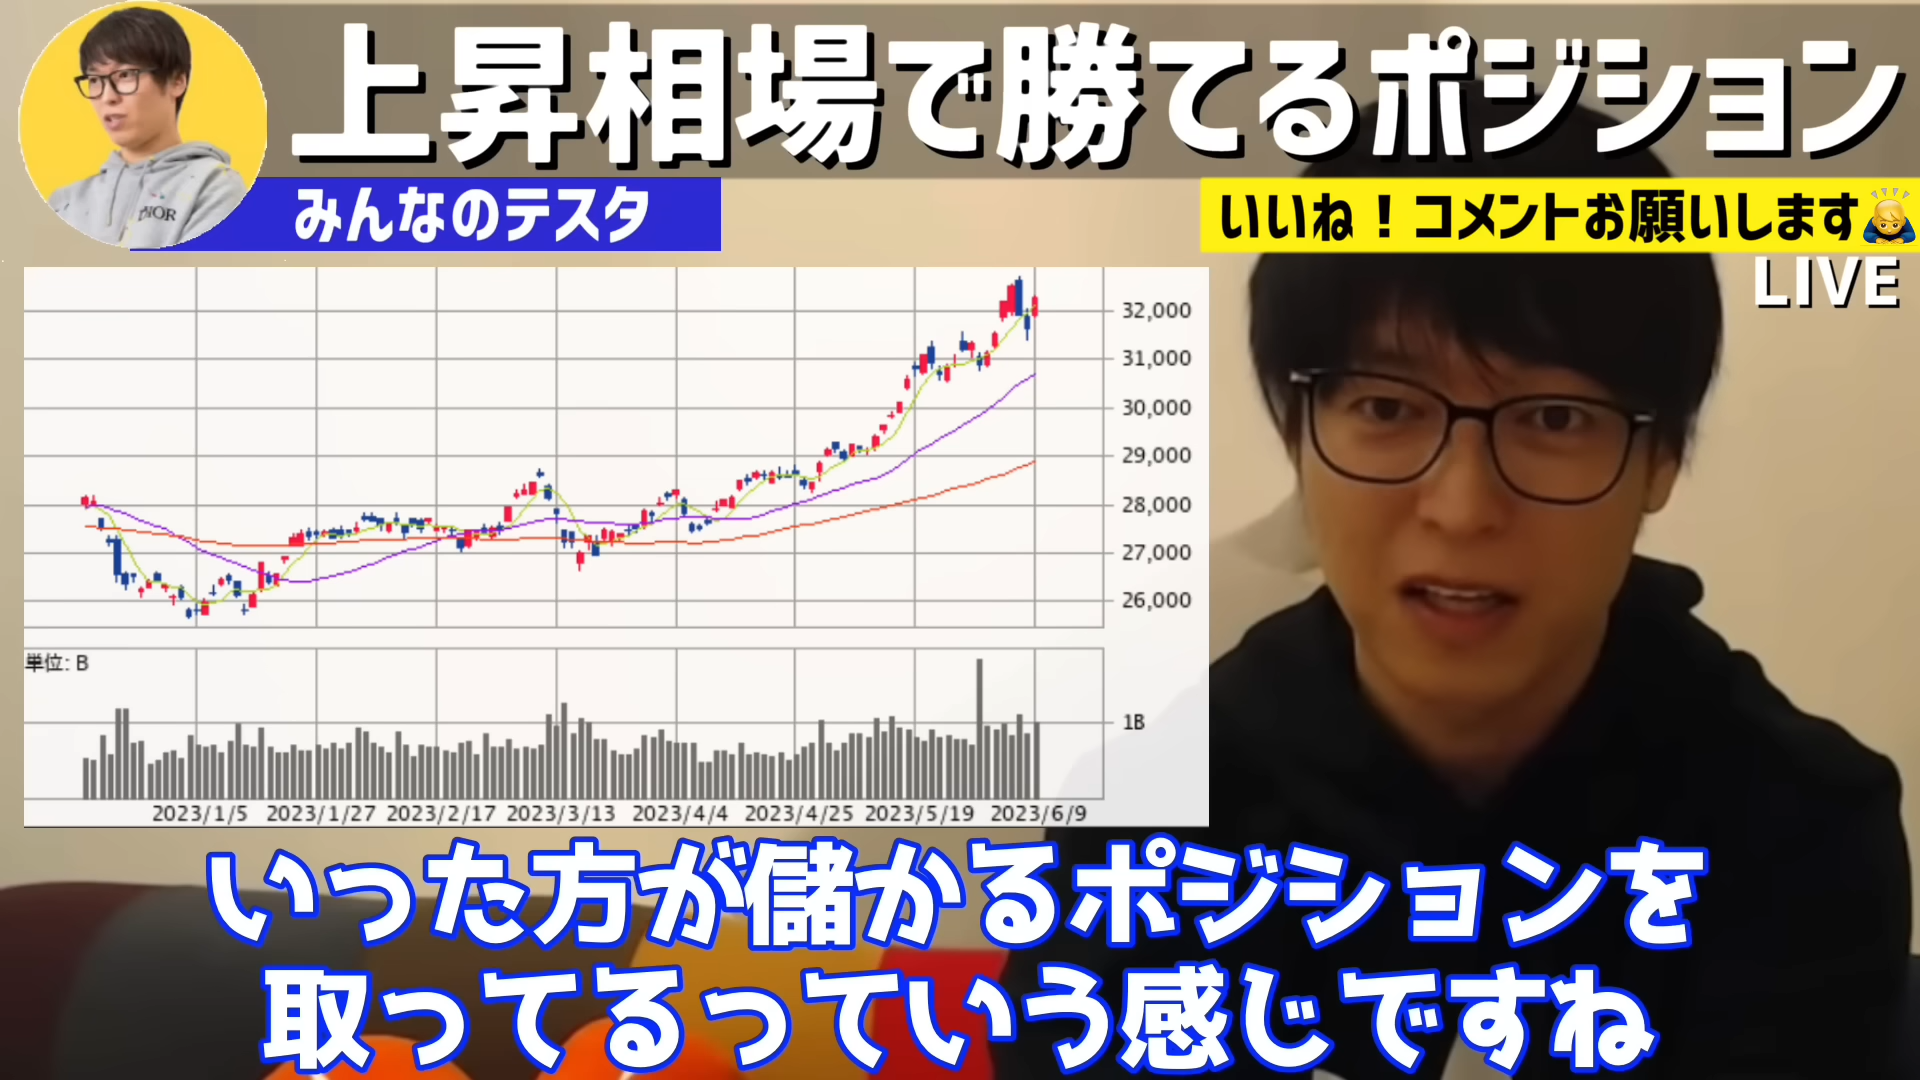 上昇相場で勝てるポジション
みんなのテスタ
いいね！コメントお願いします🙇
LIVE
DIOR
32,000
31,000
30,000
29,000
28,000
27,000
26,000
単位: B
1B
2023/1/5 2023/1/27 2023/2/17 2023/3/13 2023/4/4 2023/4/25 2023/5/19 2023/6/9
いった方が儲かるポジションを
取ってるっていう感じですね